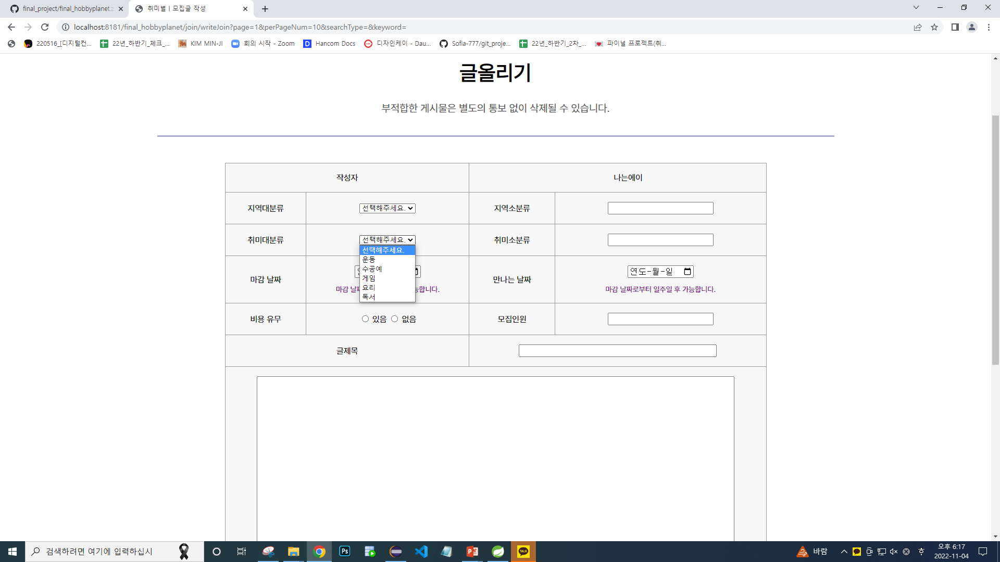 final_project/final_hobbyplanet.z
취미별 | 모집글 작성
localhost:8181/final_hobbyplanet/join/writeJoin?page=1&perPageNum=10&searchType=&keyword=
220516_[디지털컨...
22년_하반기_체크_...
KIM MIN-JI
회의 시작 - Zoom
Hancom Docs
디자인케이 - Dau...
Sofia-777/git_proje...
22년_하반기_2차_...
파이널 프로젝트(취...
글올리기
부적합한 게시물은 별도의 통보 없이 삭제될 수 있습니다.
작성자
나는에이
지역대분류
선택해주세요.
지역소분류
취미대분류
선택해주세요.
취미소분류
선택해주세요.
운동
수공예
게임
요리
독서
마감 날짜
마감 날
능합니다.
만나는 날짜
연도-월-일
마감 날짜로부터 일주일 후 가능합니다.
비용 유무
있음
없음
모집인원
글제목
검색하려면 여기에 입력하십시
Ps
TALK
바람
오후 6:17
2022-11-04